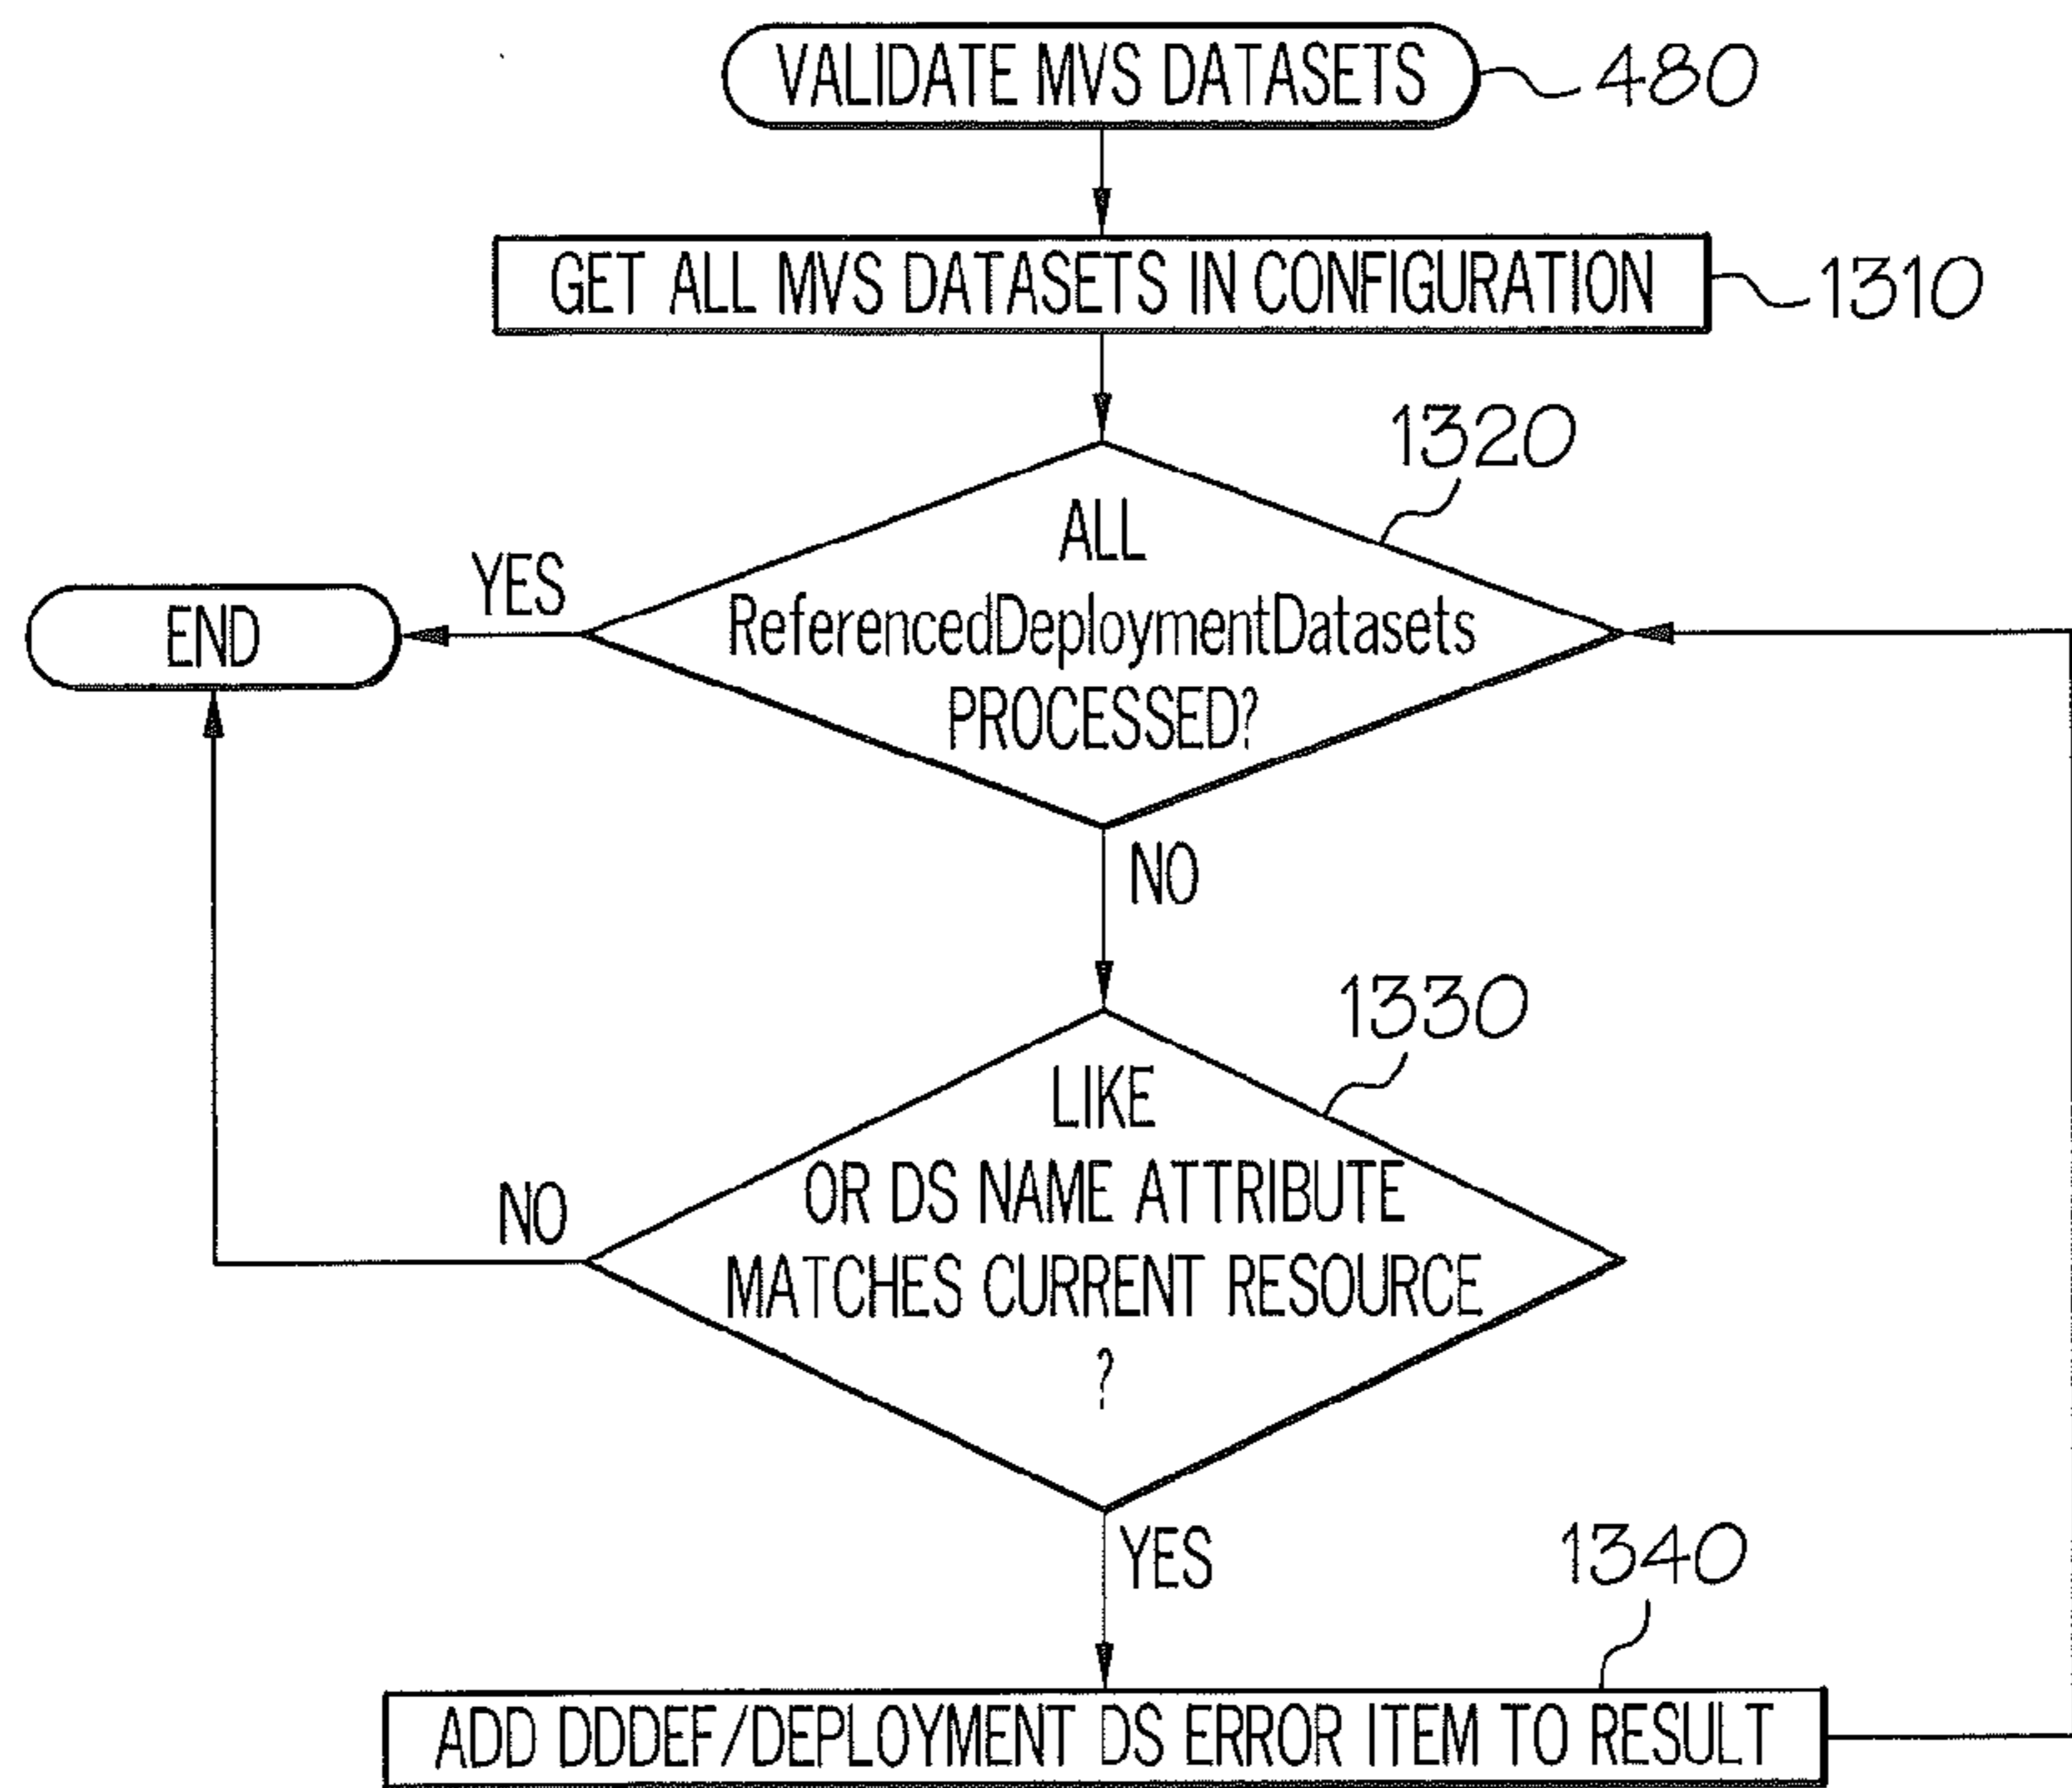 VALIDATE MVS DATASETS
480
GET ALL MVS DATASETS IN CONFIGURATION
1310
1320
ALL
ReferencedDeploymentDatasets
PROCESSED?
YES
END
NO
1330
LIKE
OR DS NAME ATTRIBUTE
MATCHES CURRENT RESOURCE
?
NO
YES
1340
ADD DDDEF/DEPLOYMENT DS ERROR ITEM TO RESULT